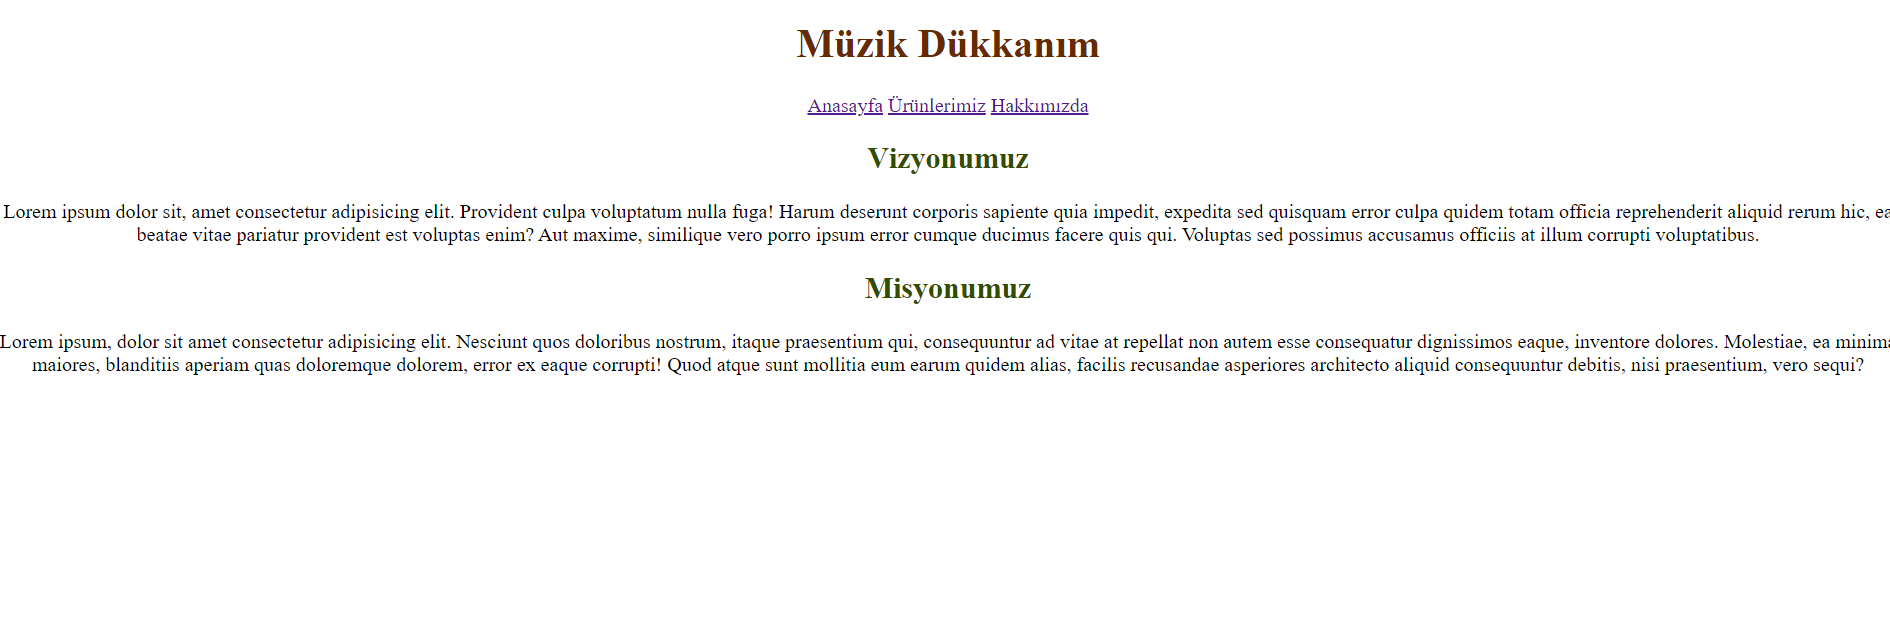 Müzik Dükkanım
Anasayfa Ürünlerimiz Hakkımızda
Vizyonumuz
Lorem ipsum dolor sit, amet consectetur adipisicing elit. Provident culpa voluptatum nulla fuga! Harum deserunt corporis sapiente quia impedit, expedita sed quisquam error culpa quidem totam officia reprehenderit aliquid rerum hic, ea
beatae vitae pariatur provident est voluptas enim? Aut maxime, similique vero porro ipsum error cumque ducimus facere quis qui. Voluptas sed possimus accusamus officiis at illum corrupti voluptatibus.
Misyonumuz
Lorem ipsum, dolor sit amet consectetur adipisicing elit. Nesciunt quos doloribus nostrum, itaque praesentium qui, consequuntur ad vitae at repellat non autem esse consequatur dignissimos eaque, inventore dolores. Molestiae, ea minima
maiores, blanditiis aperiam quas doloremque dolorem, error ex eaque corrupti! Quod atque sunt mollitia eum earum quidem alias, facilis recusandae asperiores architecto aliquid consequuntur debitis, nisi praesentium, vero sequi?